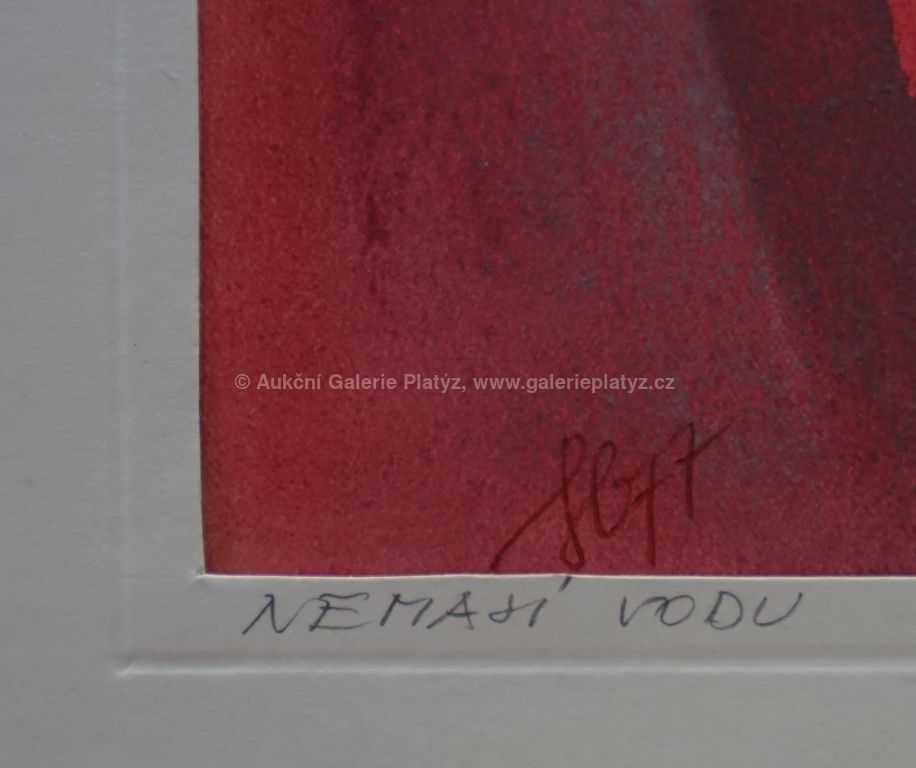 © Aukční Galerie Platýz, www.galerieplatyz.cz
NEMAJÍ VODU